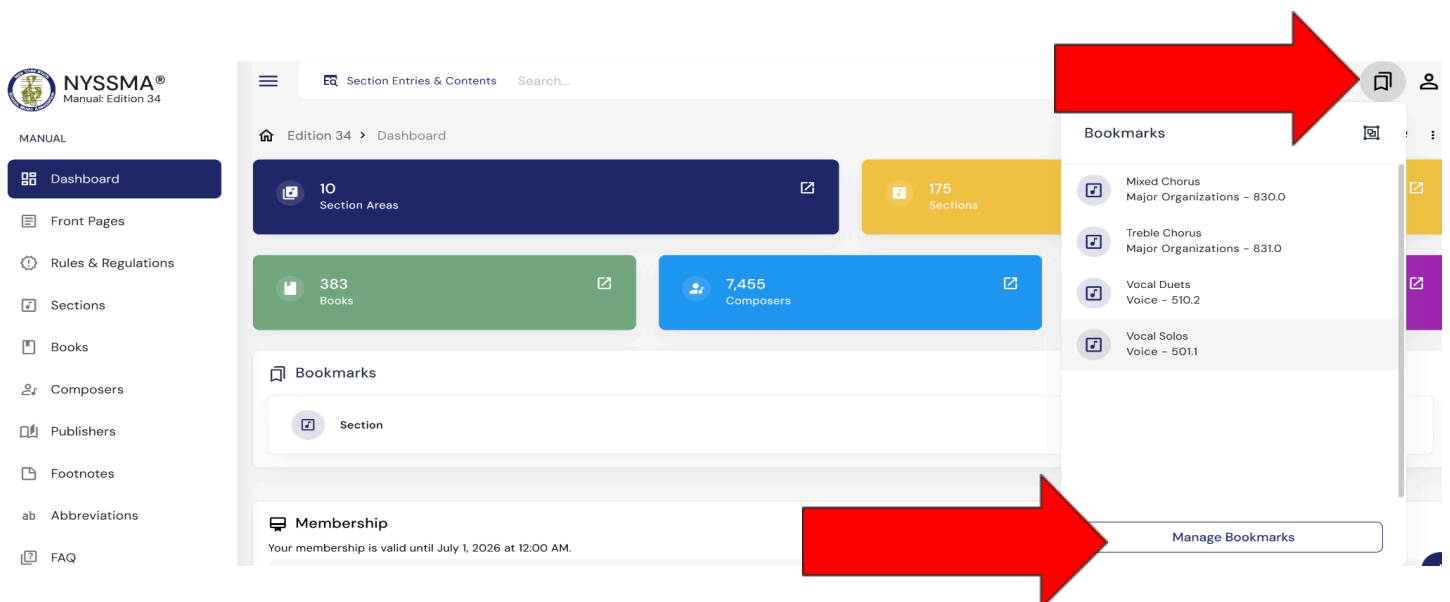 NYSSMA®
Manual: Edition 34
MANUAL
Dashboard
Front Pages
Rules & Regulations
Sections
Books
Composers
Publishers
Footnotes
ab Abbreviations
FAQ
Section Entries & Contents Search...
Edition 34 > Dashboard
10
Section Areas
175
Sections
383
Books
7,455
Composers
Bookmarks
Section
Membership
Your membership is valid until July 1, 2026 at 12:00 AM.
Bookmarks
Mixed Chorus
Major Organizations - 830.0
Treble Chorus
Major Organizations - 831.0
Vocal Duets
Voice - 510.2
Vocal Solos
Voice - 501.1
Manage Bookmarks